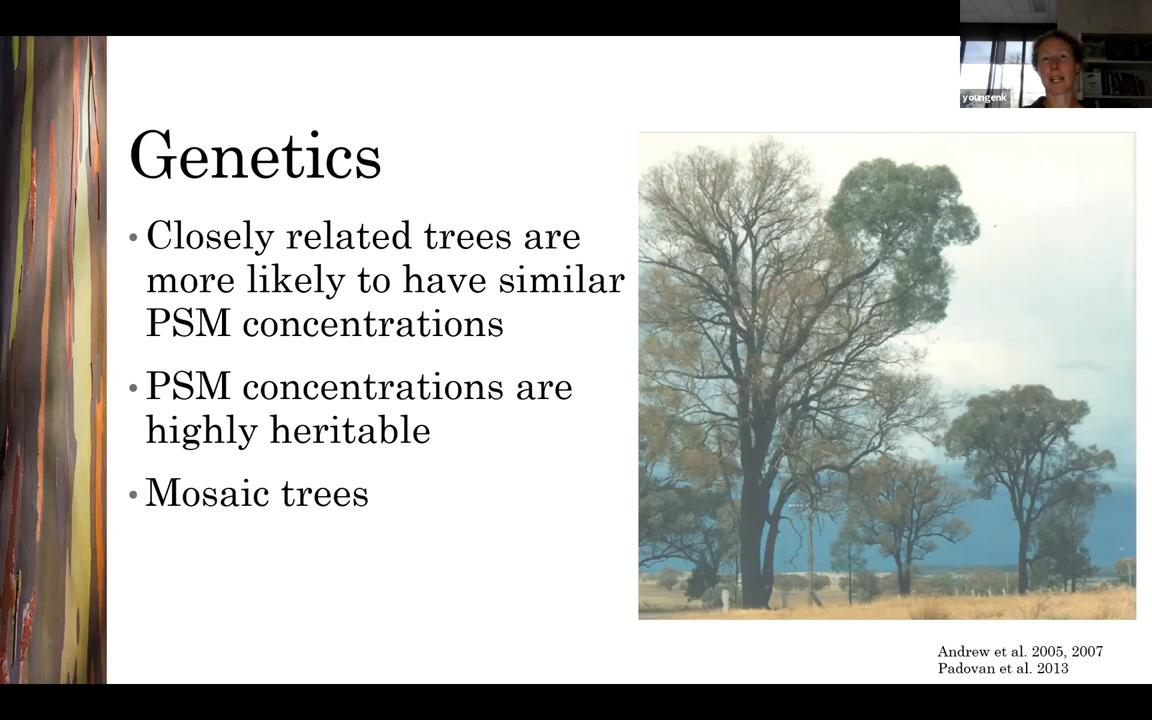 youngenk
Genetics
• Closely related trees are
more likely to have similar
PSM concentrations
• PSM concentrations are
highly heritable
• Mosaic trees
Andrew et al. 2005, 2007
Padovan et al. 2013